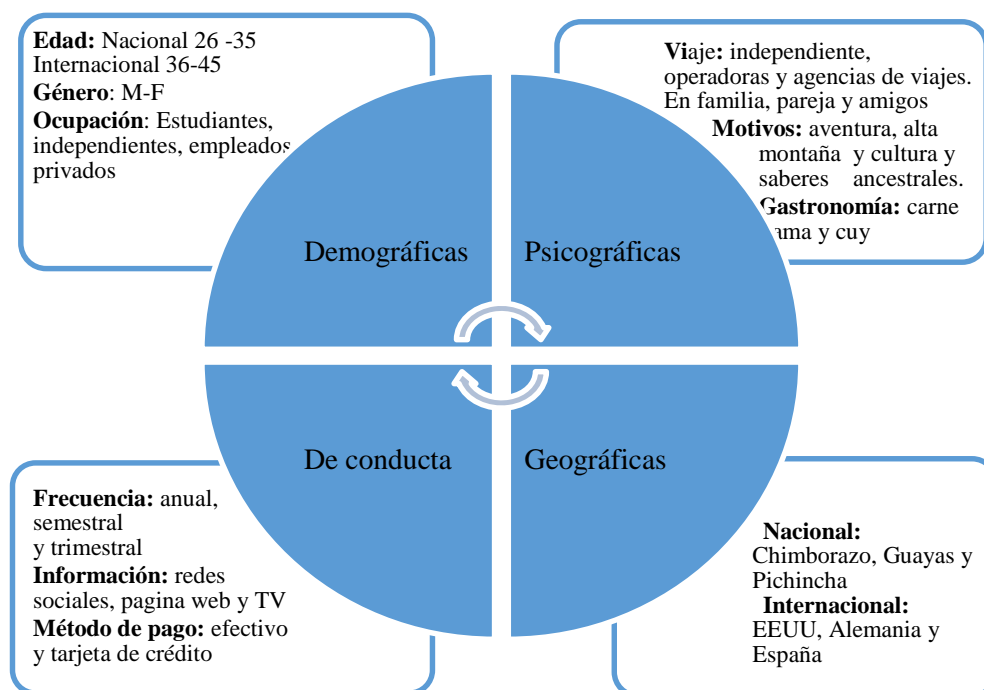 Edad: Nacional 26 -35
Internacional 36-45
Género: M-F
Ocupación: Estudiantes,
independientes, empleados
privados
Viaje: independiente,
operadoras y agencias de viajes.
En familia, pareja y amigos
Motivos: aventura, alta
montaña y cultura y
saberes ancestrales.
Gastronomía: carne
y cuy
Demográficas
Psicográficas
De conducta
Geográficas
Frecuencia: anual,
semestral
y trimestral
Información: redes
sociales, pagina web y TV
Método de pago: efectivo
y tarjeta de crédito
Nacional:
Chimborazo, Guayas y
Pichincha
Internacional:
EEUU, Alemania y
España